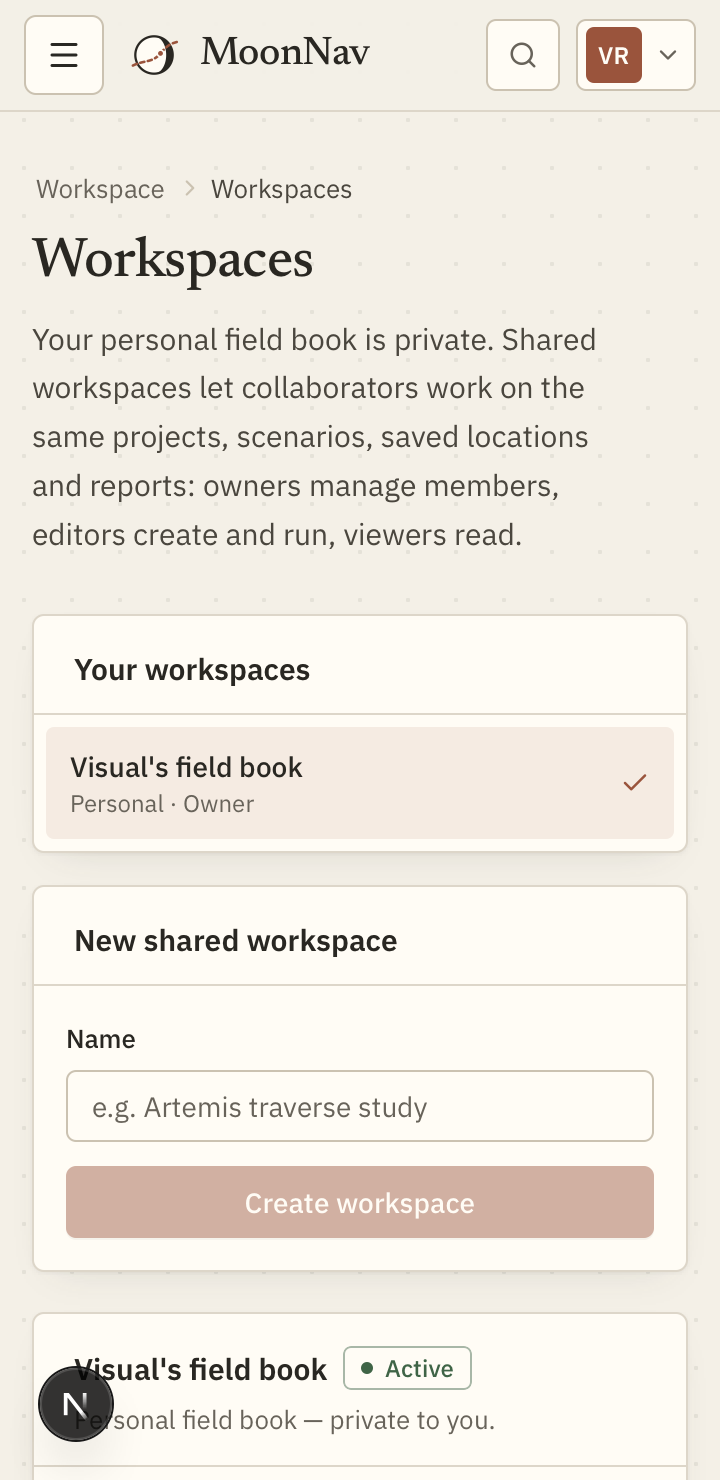 MoonNav
VR
Workspace
Workspaces
Workspaces
Your personal field book is private. Shared
workspaces let collaborators work on the
same projects, scenarios, saved locations
and reports: owners manage members,
editors create and run, viewers read.
Your workspaces
Visual's field book
Personal · Owner
New shared workspace
Name
e.g. Artemis traverse study
Create workspace
Visual's field book
Active
Personal field book — private to you.
N